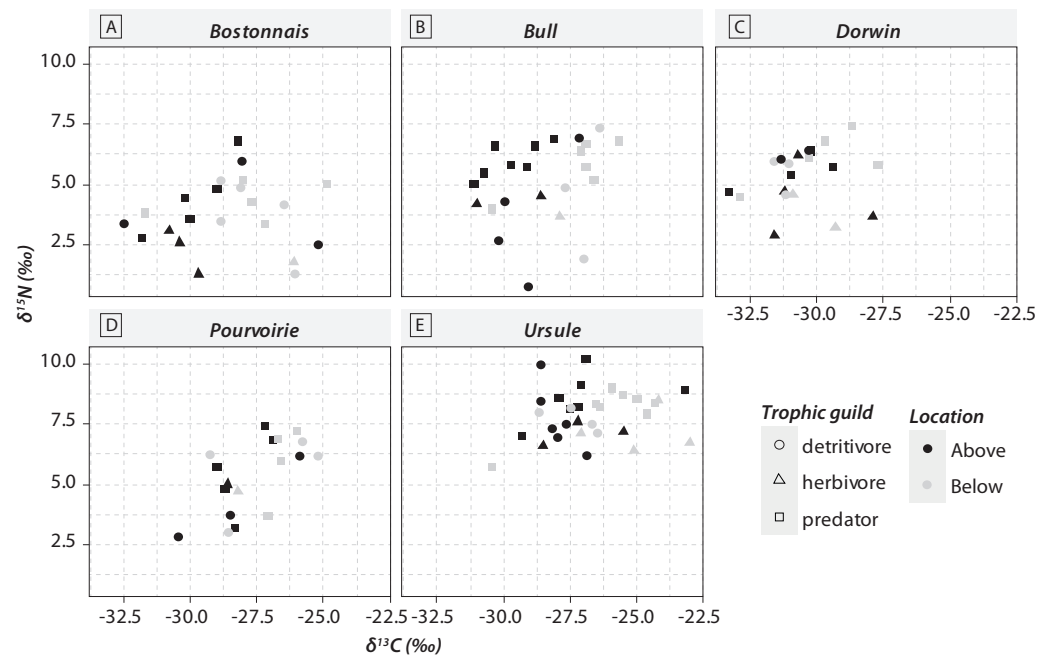 A Bostonnais
B Bull
C Dorwin
10.0
7.5
5.0
2.5
-32.5 -30.0 -27.5 -25.0 -22.5
δ15N (‰)
D Pourvoirie
E Ursule
10.0
7.5
5.0
2.5
-32.5 -30.0 -27.5 -25.0 -22.5
-32.5 -30.0 -27.5 -25.0 -22.5
δ13C (‰)
Trophic guild
detritivore
herbivore
predator
Location
Above
Below